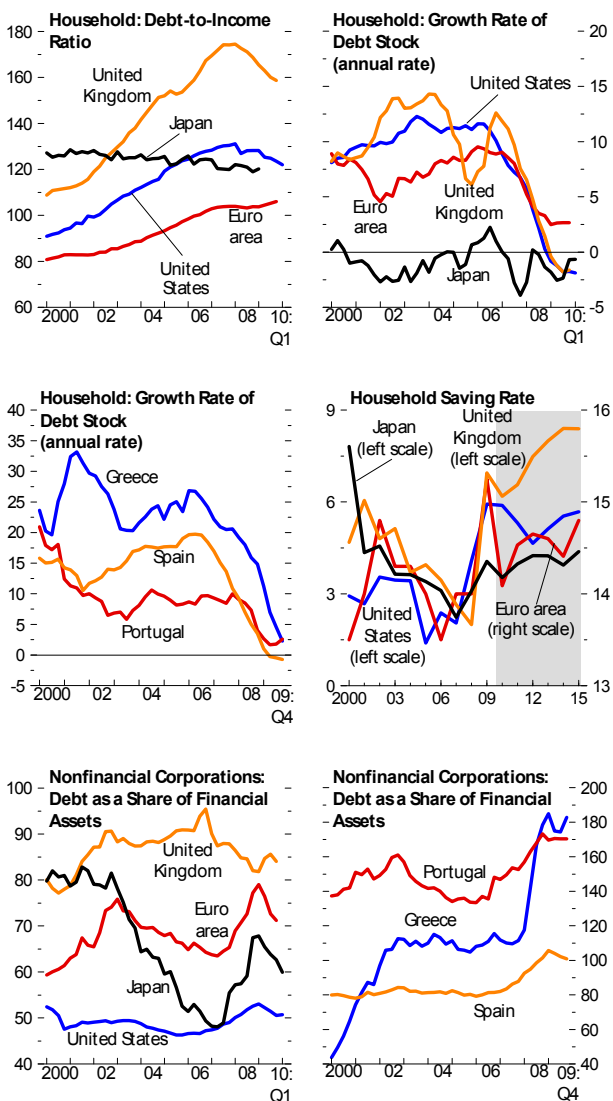 Household: Debt-to-Income
Ratio
180
160
140
120
100
80
60
United
Kingdom
Japan
Euro
area
United
States
2000 02 04 06 08 10:
Q1
Household: Growth Rate of
Debt Stock
(annual rate)
20
15
10
5
0
-5
United States
Euro
area
United
Kingdom
Japan
2000 02 04 06 08 10:
Q1
Household: Growth Rate of
Debt Stock
(annual rate)
40
35
30
25
20
15
10
5
0
-5
Greece
Spain
Portugal
2000 02 04 06 09:
Q4
Household Saving Rate
9
6
3
0
16
15
14
13
Japan
(left scale)
United
Kingdom
(left scale)
United
States
(left scale)
Euro area
(right scale)
2000 03 06 09 12 15
Nonfinancial Corporations:
Debt as a Share of Financial
Assets
100
90
80
70
60
50
40
United
Kingdom
Euro
area
Japan
United States
2000 02 04 06 08 10:
Q1
Nonfinancial Corporations:
Debt as a Share of Financial
Assets
200
180
160
140
120
100
80
60
40
Portugal
Greece
Spain
2000 02 04 06 08 09:
Q4